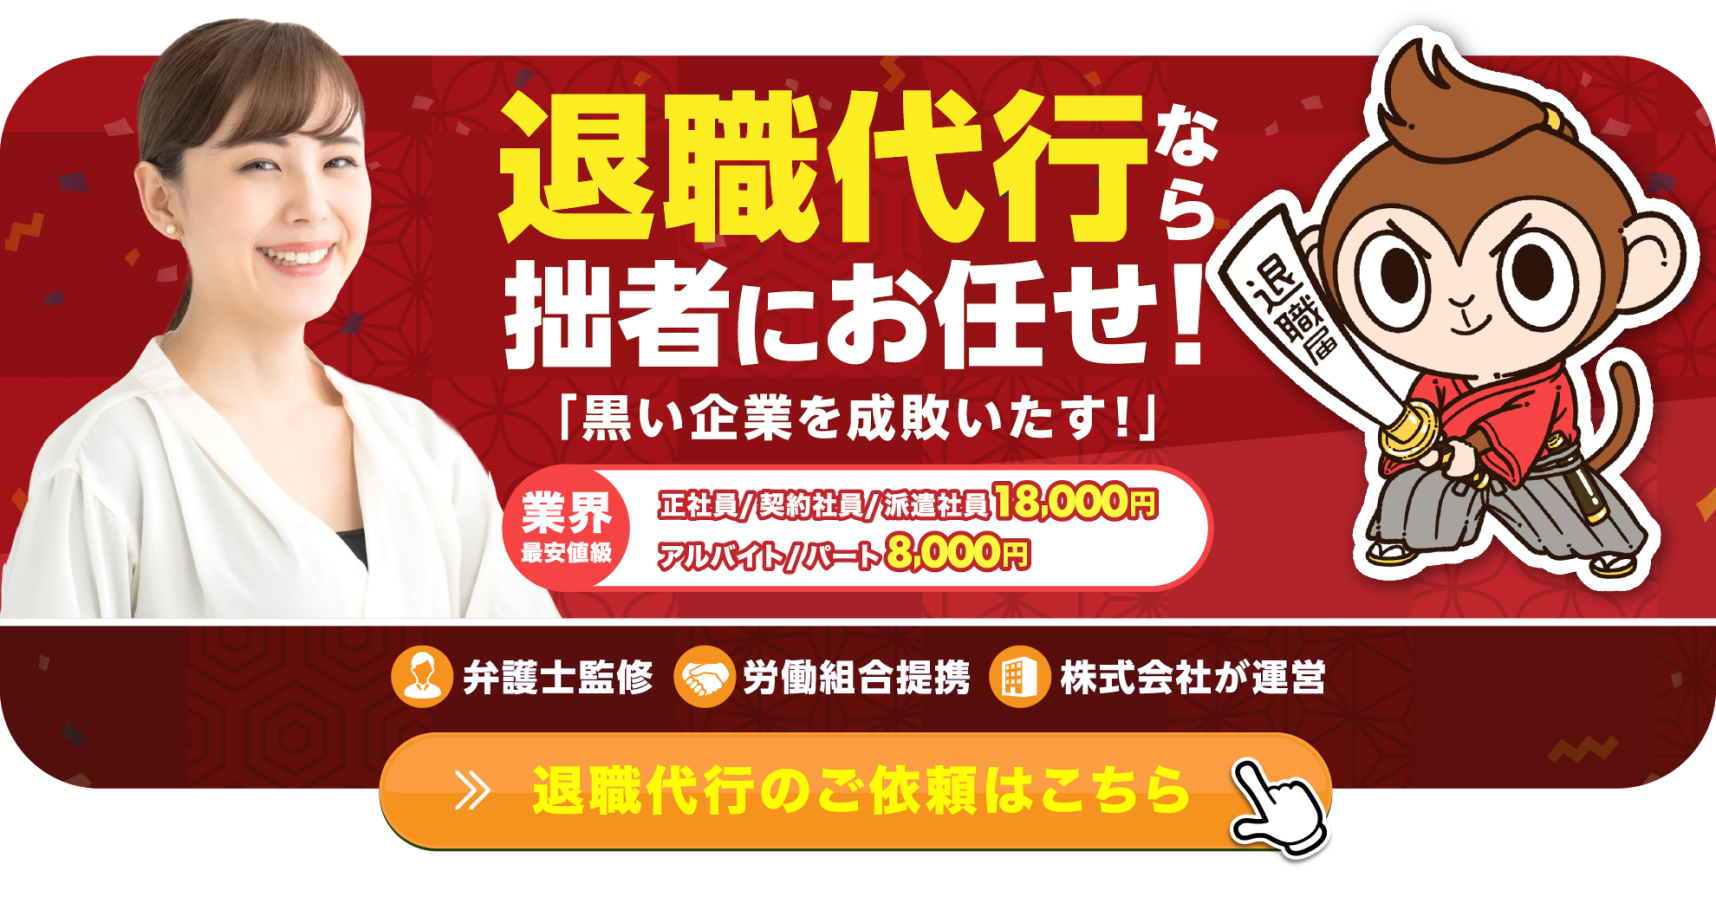 退職代行なら
拙者にお任せ!
「黒い企業を成敗いたす!」
業界
最安値級
正社員/契約社員/派遣社員 18,000円
アルバイト/パート 8,000円
退職届
弁護士監修
労働組合提携
株式会社が運営
退職代行のご依頼はこちら